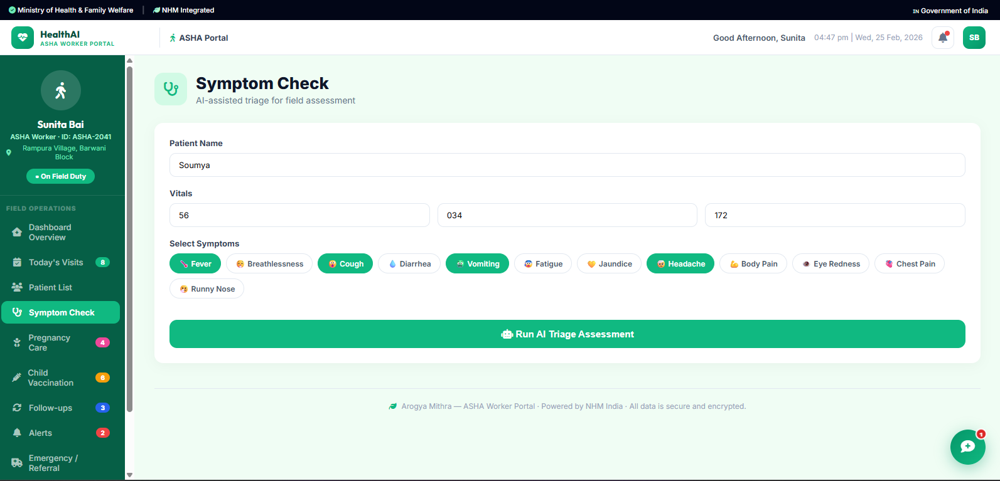 Ministry of Health & Family Welfare | NHM Integrated
IN Government of India
HealthAI
ASHA WORKER PORTAL
ASHA Portal
Good Afternoon, Sunita
04:47 pm | Wed, 25 Feb, 2026
SB
Sunita Bai
ASHA Worker · ID: ASHA-2041
Rampura Village, Barwani
Block
• On Field Duty
FIELD OPERATIONS
Dashboard
Overview
Today's Visits 8
Patient List
Symptom Check
Pregnancy
Care 4
Child
Vaccination 6
Follow-ups 3
Alerts 2
Emergency /
Referral
Symptom Check
AI-assisted triage for field assessment
Patient Name
Soumya
Vitals
56 034 172
Select Symptoms
Fever Breathlessness Cough Diarrhea Vomiting Fatigue Jaundice Headache Body Pain Eye Redness Chest Pain
Runny Nose
Run AI Triage Assessment
Arogya Mithra — ASHA Worker Portal · Powered by NHM India · All data is secure and encrypted.
1